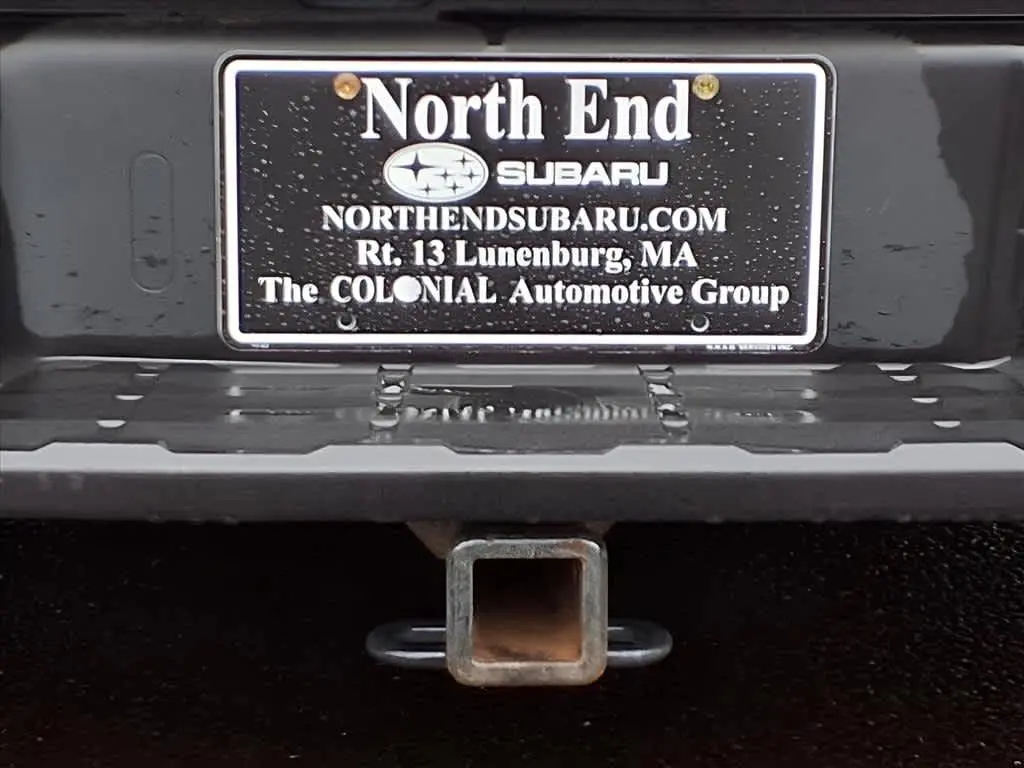 North End
SUBARU
NORTHENDSUBARU.COM
Rt. 13 Lunenburg, MA
The COLONIAL Automotive Group